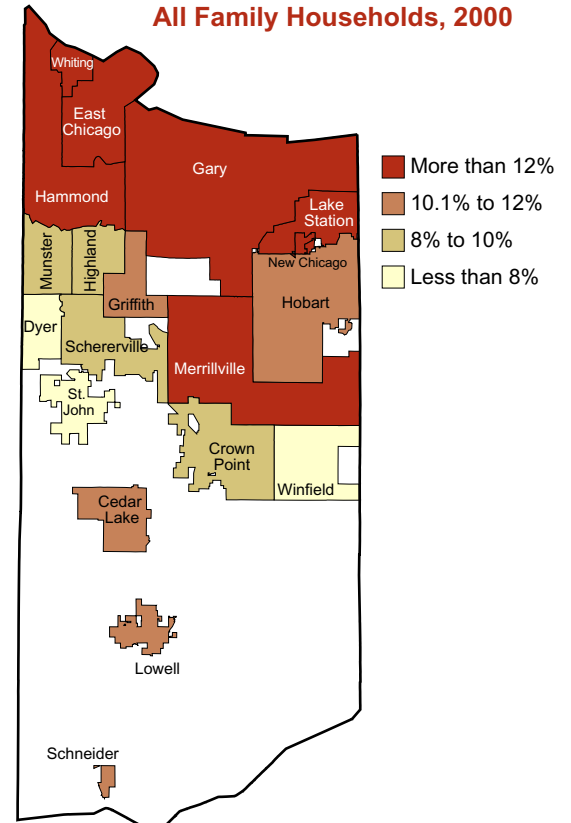 All Family Households, 2000
Whiting
East
Chicago
Gary
Hammond
Lake
Station
More than 12%
10.1% to 12%
8% to 10%
Less than 8%
Munster
Highland
New Chicago
Griffith
Hobart
Dyer
Schererville
Merrillville
St.
John
Crown
Point
Winfield
Cedar
Lake
Lowell
Schneider